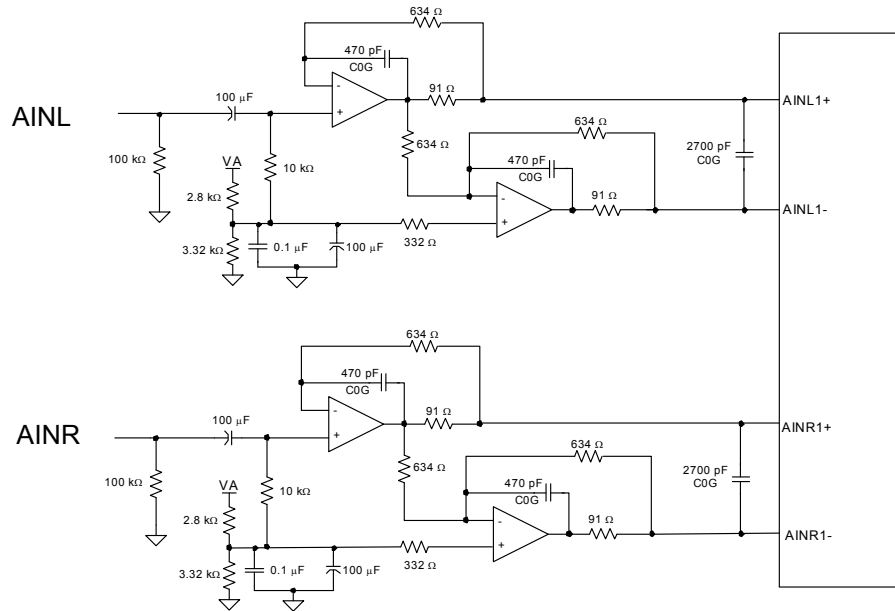 634 Ω
470 pF
C0G
100 µF
91 Ω
AINL
AINL1+
-
+
634 Ω
634 Ω
100 kΩ
VA
10 kΩ
470 pF
C0G
2700 pF
C0G
2.8 kΩ
-
+
91 Ω
AINL1-
3.32 kΩ
0.1 µF
100 µF
332 Ω
634 Ω
470 pF
C0G
100 µF
91 Ω
AINR
AINR1+
-
+
634 Ω
634 Ω
100 kΩ
VA
10 kΩ
470 pF
C0G
2700 pF
C0G
2.8 kΩ
-
+
91 Ω
AINR1-
3.32 kΩ
0.1 µF
100 µF
332 Ω